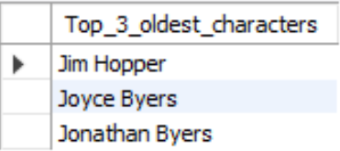 Top_3_oldest_characters
Jim Hopper
Joyce Byers
Jonathan Byers